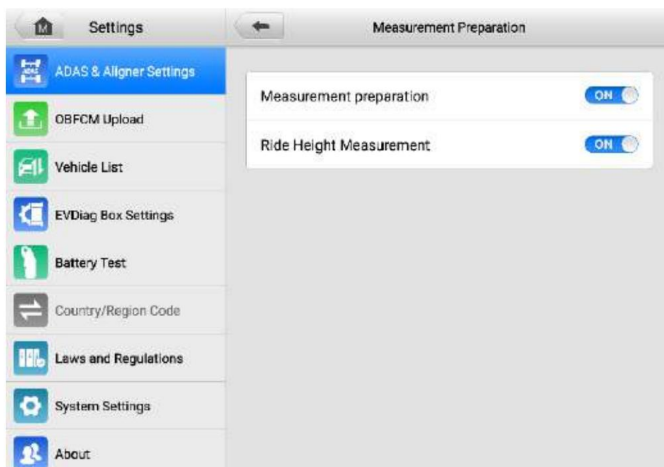 M
Settings
Measurement Preparation
ADAS
ADAS & Aligner Settings
Measurement preparation
ON
OBFCM Upload
Ride Height Measurement
ON
Vehicle List
EVDiag Box Settings
Battery Test
Country/Region Code
Laws and Regulations
System Settings
About